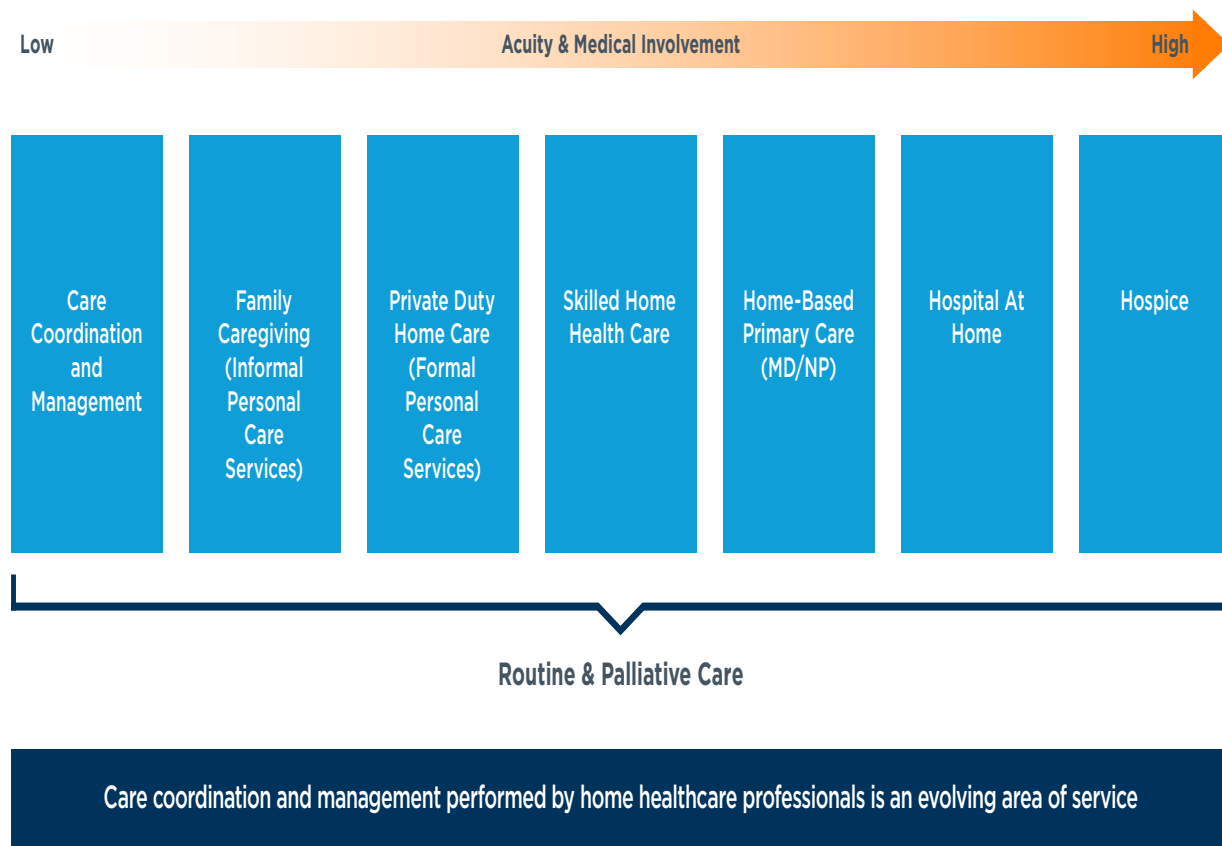 Low
Acuity & Medical Involvement
High
Care
Coordination
and
Management
Family
Caregiving
(Informal
Personal
Care
Services)
Private Duty
Home Care
(Formal
Personal
Care
Services)
Skilled Home
Health Care
Home-Based
Primary Care
(MD/NP)
Hospital At
Home
Hospice
Routine & Palliative Care
Care coordination and management performed by home healthcare professionals is an evolving area of service